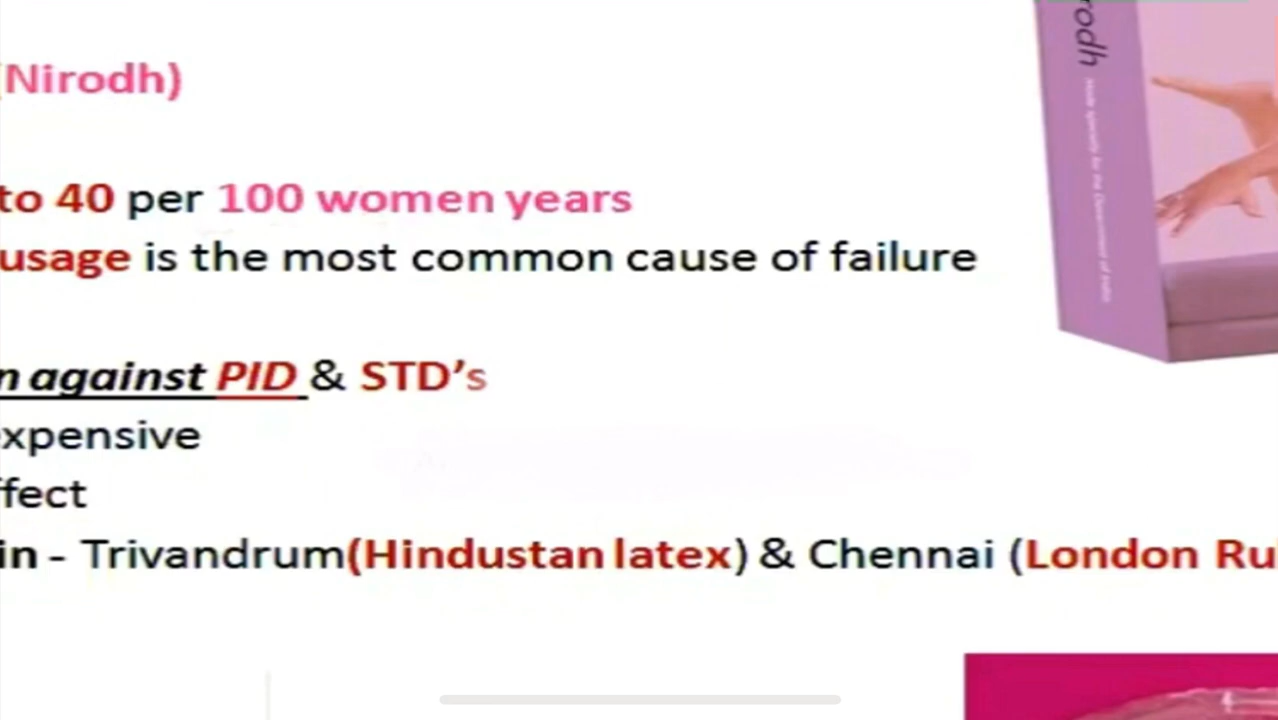 (Nirodh)
to 40 per 100 women years
usage is the most common cause of failure
n against PID & STD's
xpensive
ffect
in - Trivandrum(Hindustan latex) & Chennai (London Ru
rodh